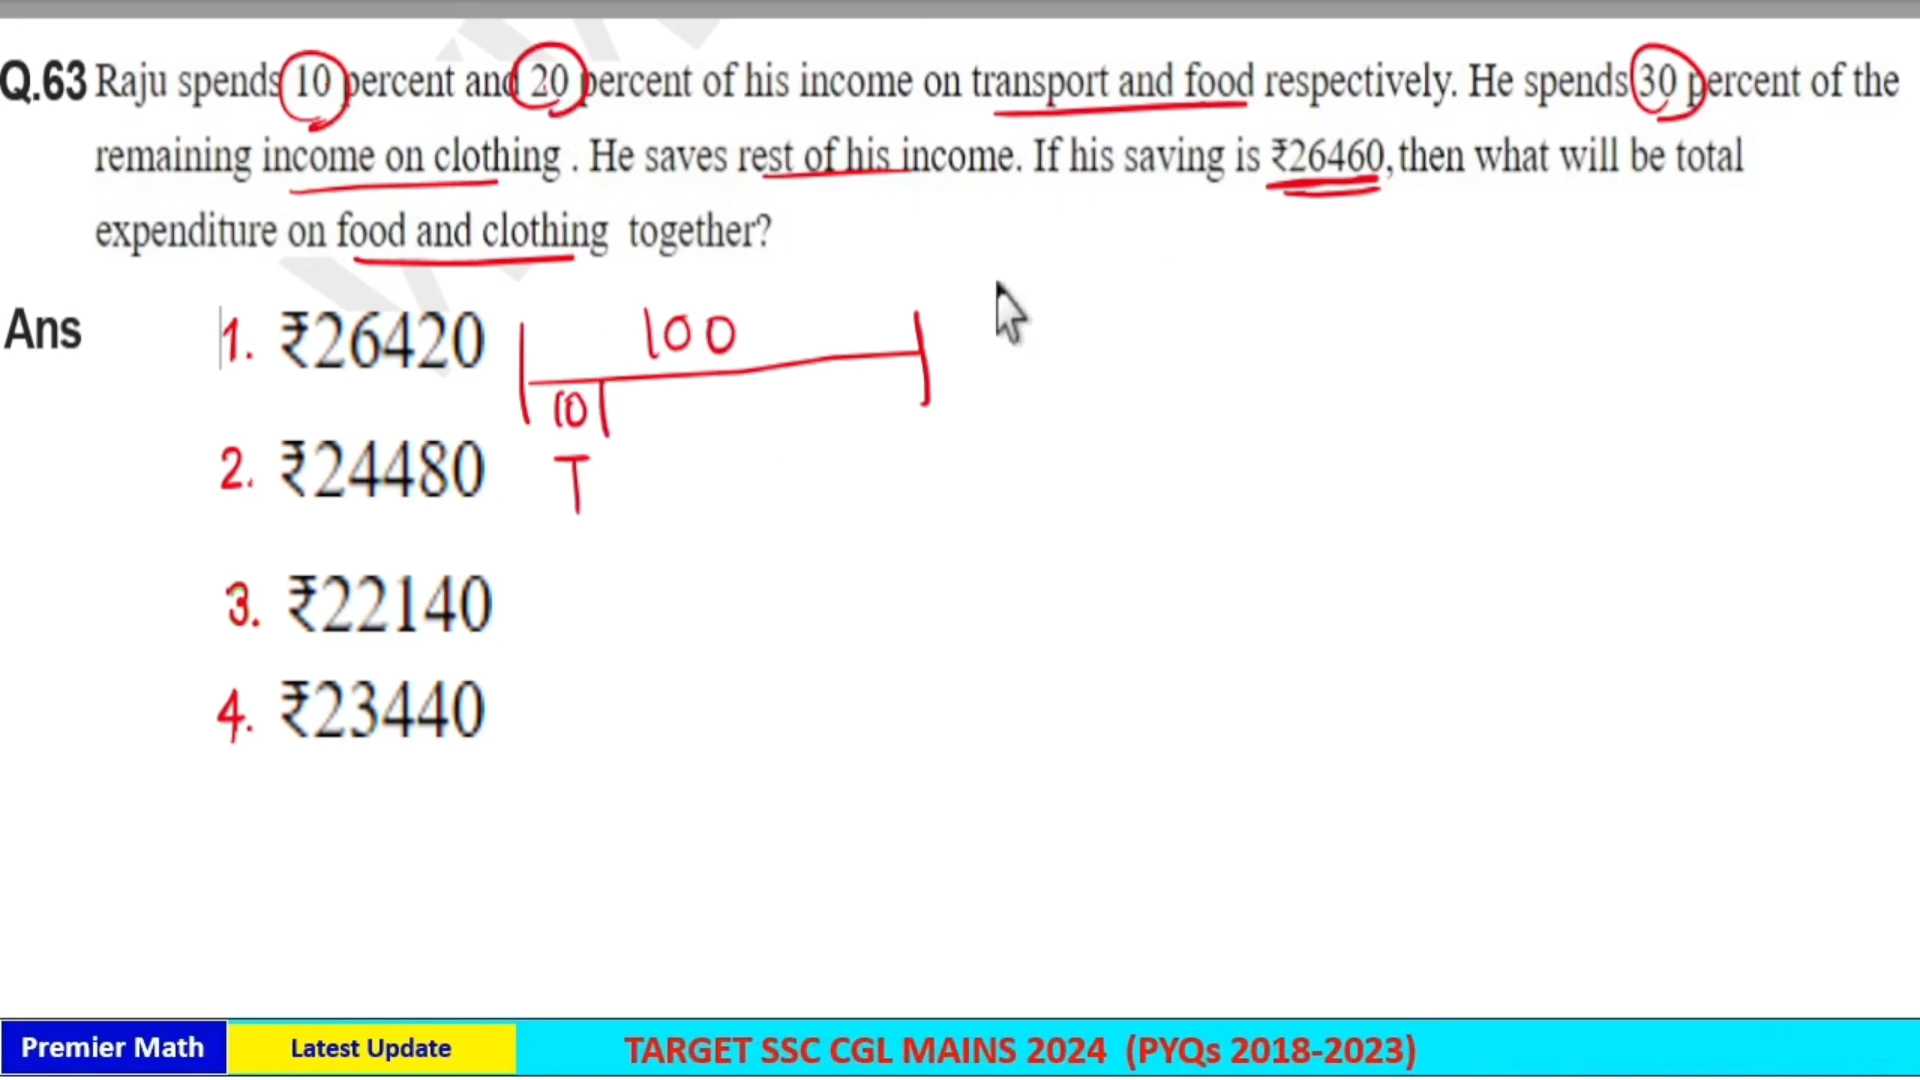 Q.63 Raju spends 10 percent and 20 percent of his income on transport and food respectively. He spends 30 percent of the
remaining income on clothing . He saves rest of his income. If his saving is ₹26460, then what will be total
expenditure on food and clothing together?
Ans
1. ₹26420
100
10
2. ₹24480
T
3. ₹22140
4. ₹23440
Premier Math
Latest Update
TARGET SSC CGL MAINS 2024 (PYQs 2018-2023)